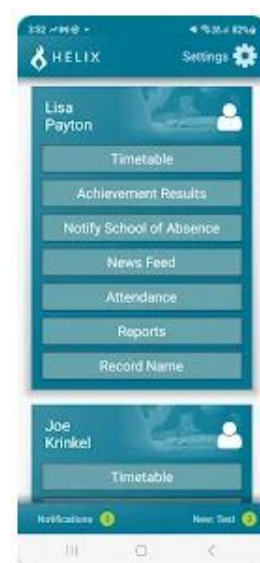 HELIX
Settings
Lisa
Payton
Timetable
Achievement Results
Notify School of Absence
News Feed
Attendance
Reports
Record Name
Joe
Krinkel
Timetable
Notifications
New: Test